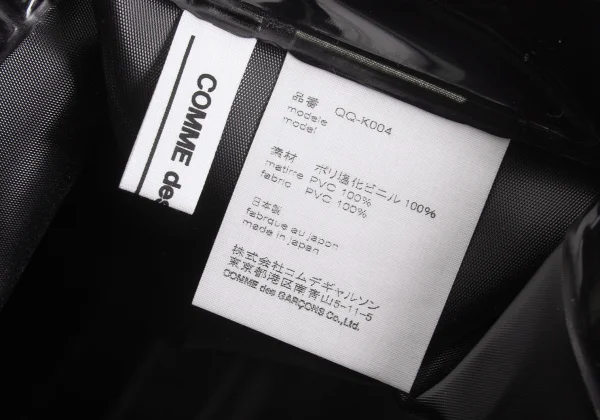 COMME des
品番 QQ-K004
modele
model
素材 ポリ塩化ビニル 100%
matirre PVC 100%
fabric PVC 100%
日本製
fabrque au japon
made in japan
株式会社コムデギャルソン
東京都港区南青山5-11-5
COMME des GARÇONS Co.,Ltd.